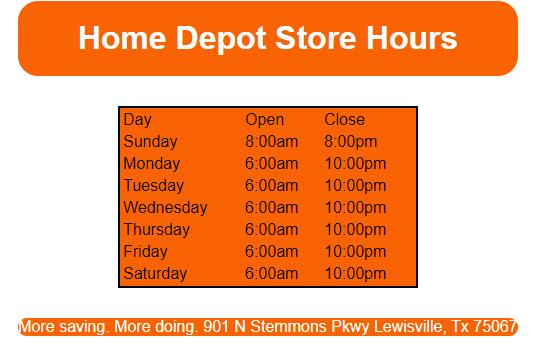 Home Depot Store Hours
Day Open Close
Sunday 8:00am 8:00pm
Monday 6:00am 10:00pm
Tuesday 6:00am 10:00pm
Wednesday 6:00am 10:00pm
Thursday 6:00am 10:00pm
Friday 6:00am 10:00pm
Saturday 6:00am 10:00pm
More saving. More doing. 901 N Stemmons Pkwy Lewisville, Tx 75067